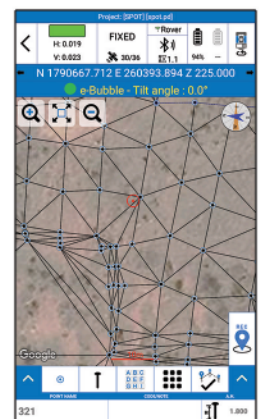 Project: [SPOT] [spot.pd]
H: 0.019
V: 0.023
FIXED
30/36
Rover
1.1
94%
--
N 1790667.712 E 260393.894 Z 225.000
e-Bubble - Tilt angle : 0.0°
Google
REC
A B C
D E F
G H I
POINT NAME
CODE/NOTE
A.H.
321
1.800